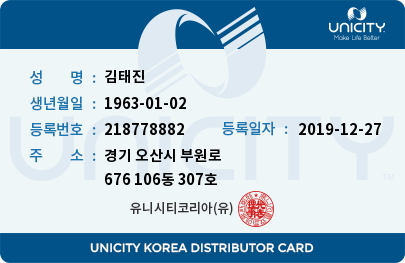 UNICITY
Make Life Better
성 명 : 김태진
생년월일 : 1963-01-02
등록번호 : 218778882 등록일자 : 2019-12-27
주 소 : 경기 오산시 부원로
676 106동 307호
UNICITY
유니시티코리아(유)
UNICITY KOREA DISTRIBUTOR CARD